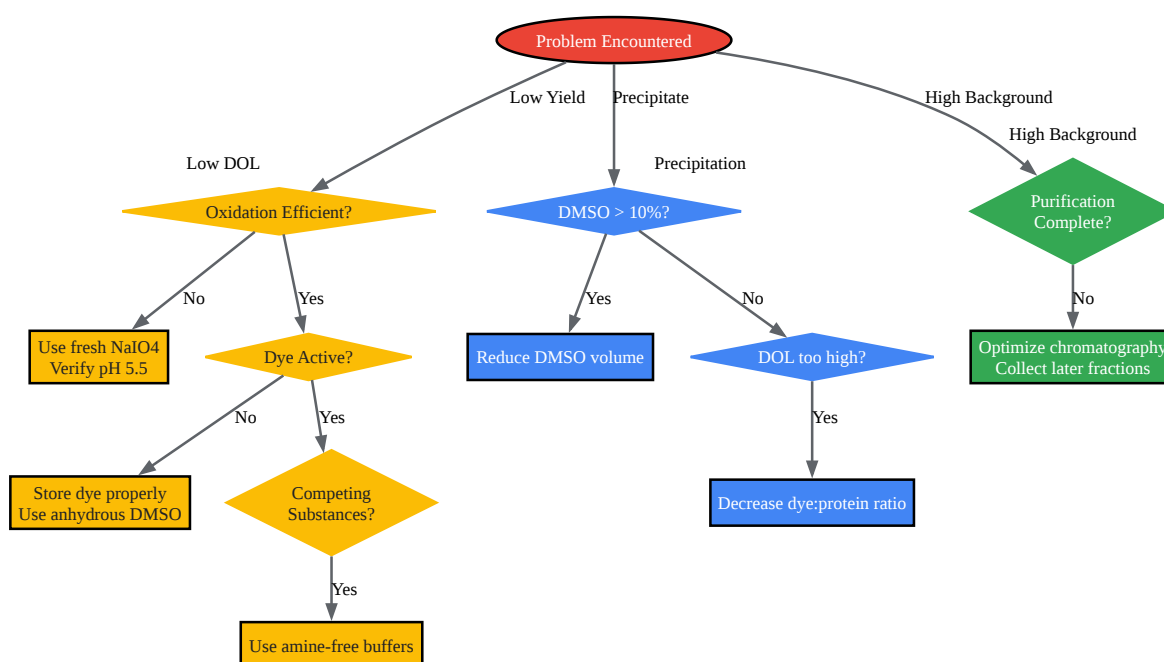 Problem Encountered
Low Yield
Precipitate
High Background
High Background
Low DOL
Precipitation
Oxidation Efficient?
DMSO > 10%?
Purification
Complete?
No
Yes
Yes
No
No
Use fresh NaIO4
Verify pH 5.5
Dye Active?
Reduce DMSO volume
DOL too high?
Optimize chromatography
Collect later fractions
No
Yes
Yes
Store dye properly
Use anhydrous DMSO
Competing
Substances?
Decrease dye:protein ratio
Yes
Use amine-free buffers